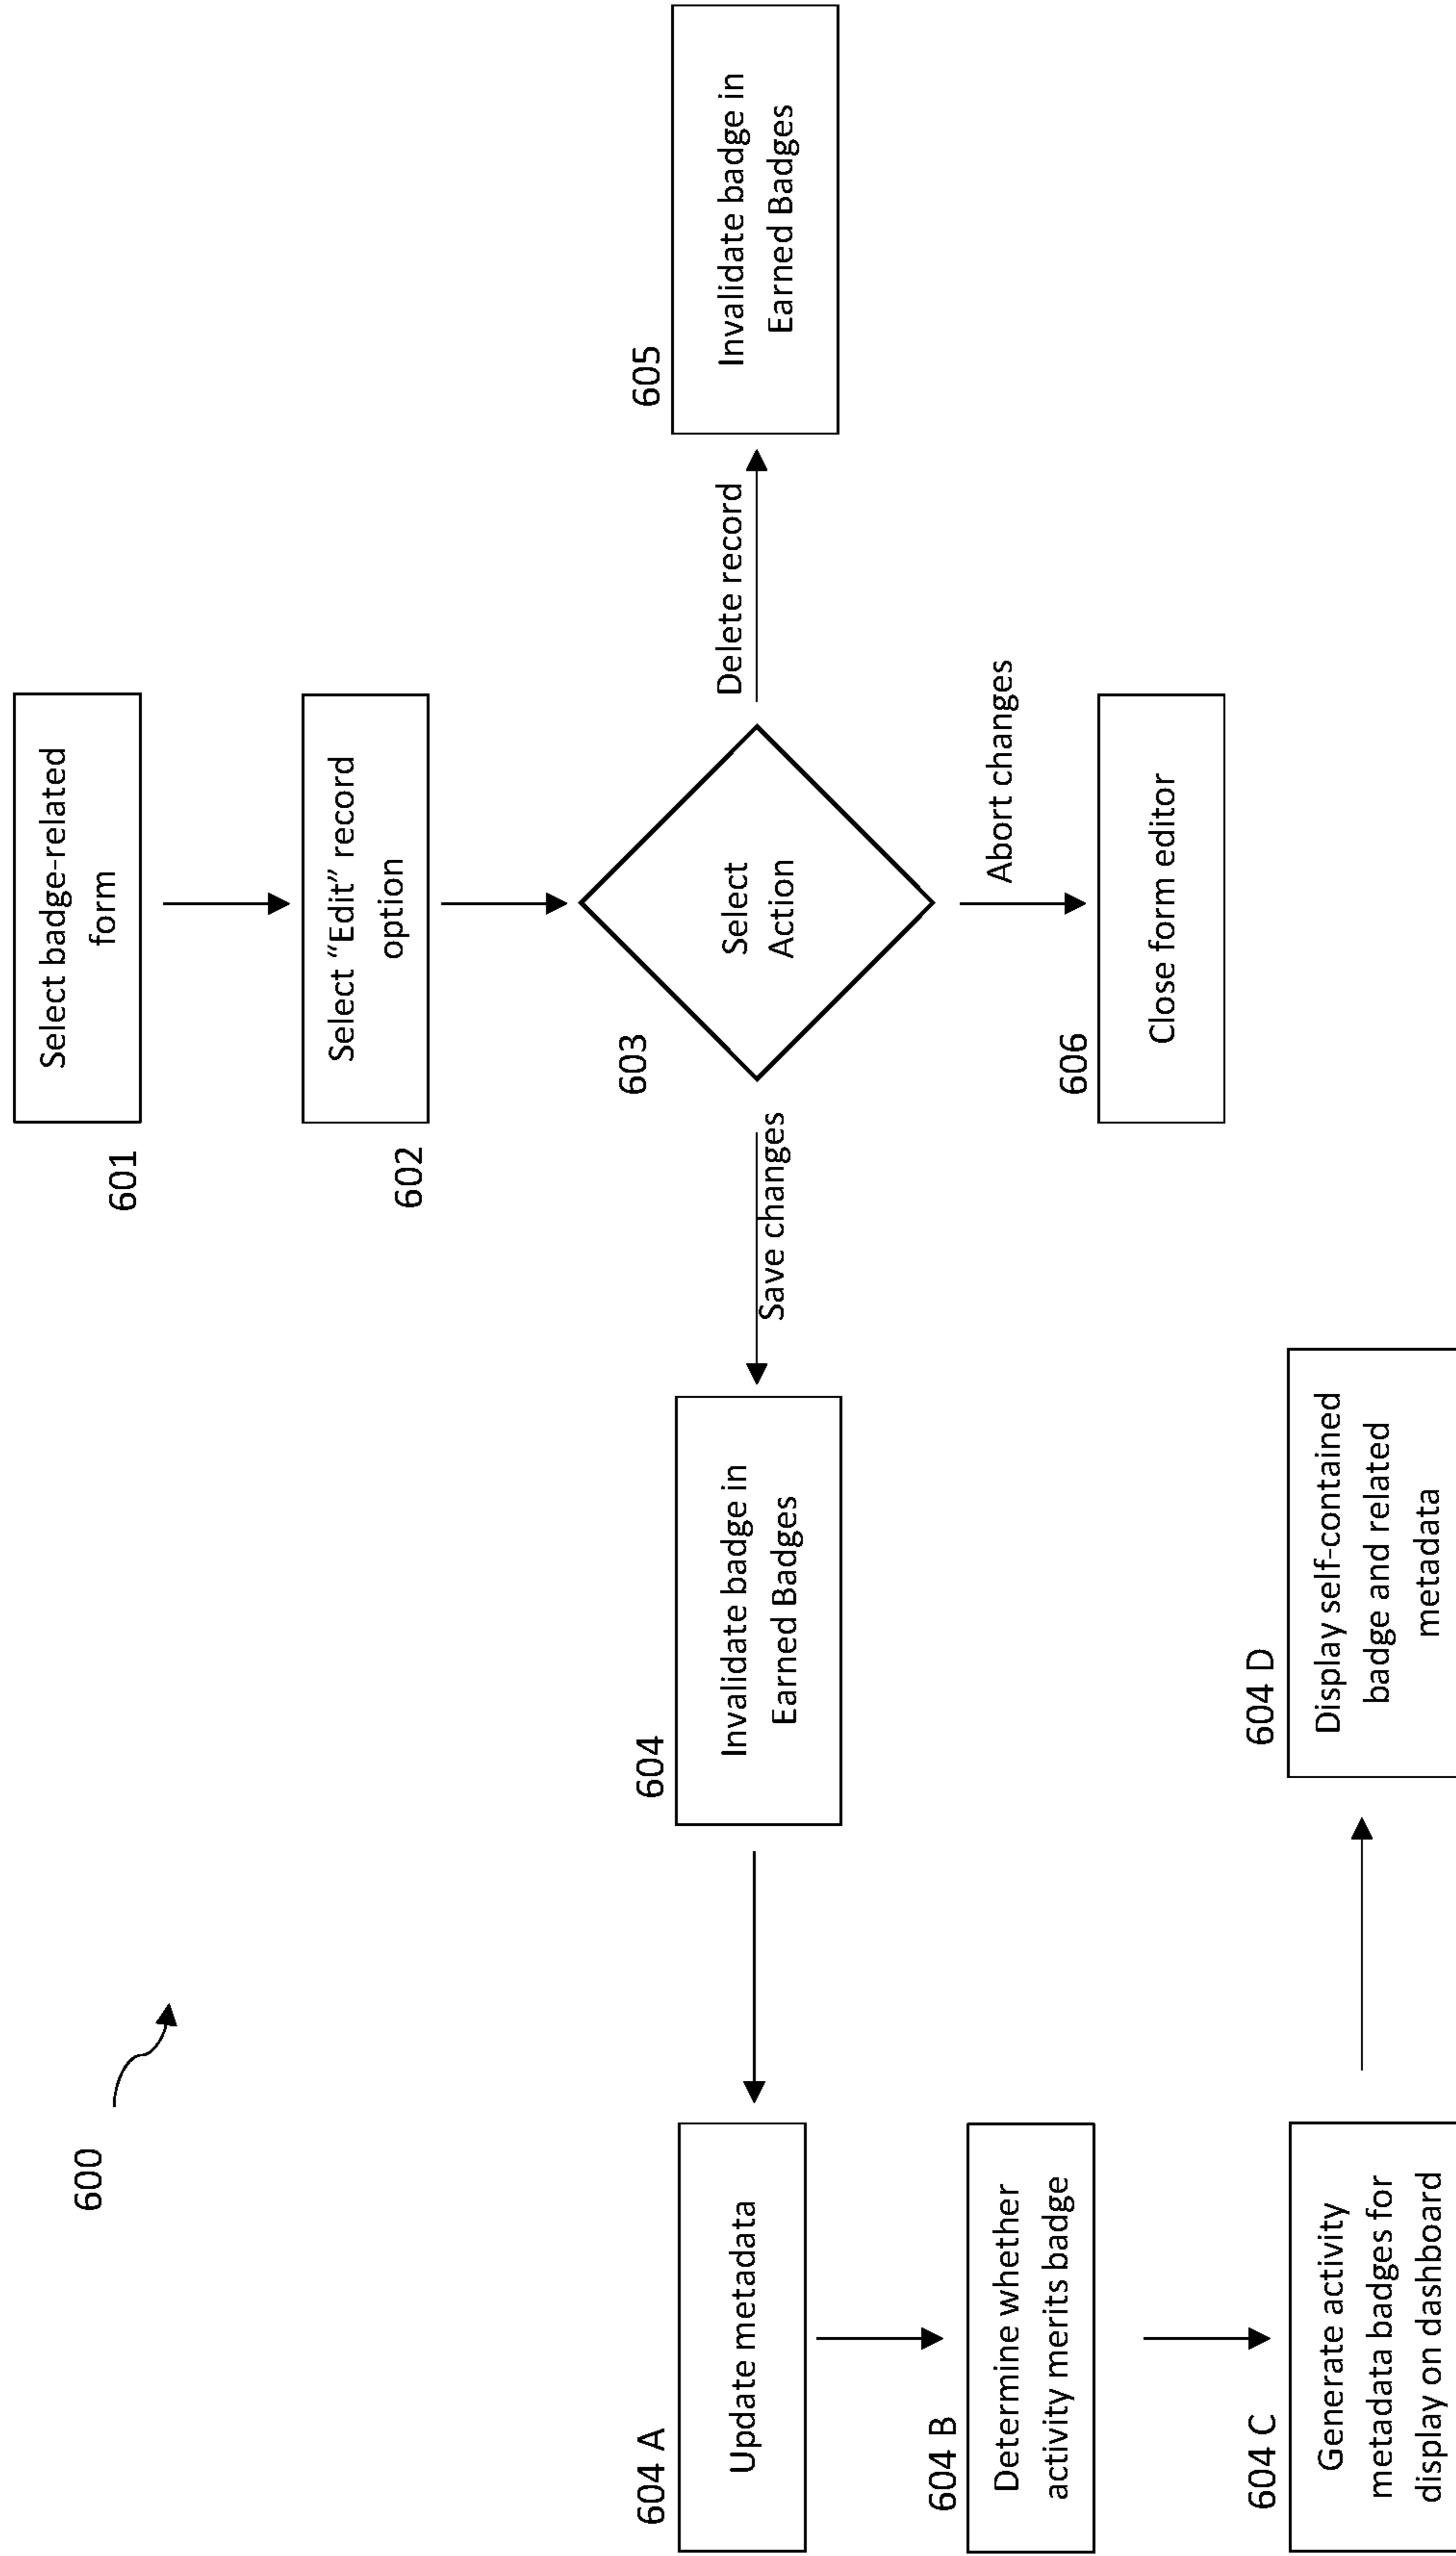 600
601
Select badge-related
form
602
Select “Edit” record
option
603
Select
Action
Save changes
Delete record
Abort changes
604
Invalidate badge in
Earned Badges
605
Invalidate badge in
Earned Badges
606
Close form editor
604 A
Update metadata
604 B
Determine whether
activity merits badge
604 C
Generate activity
metadata badges for
display on dashboard
604 D
Display self-contained
badge and related
metadata